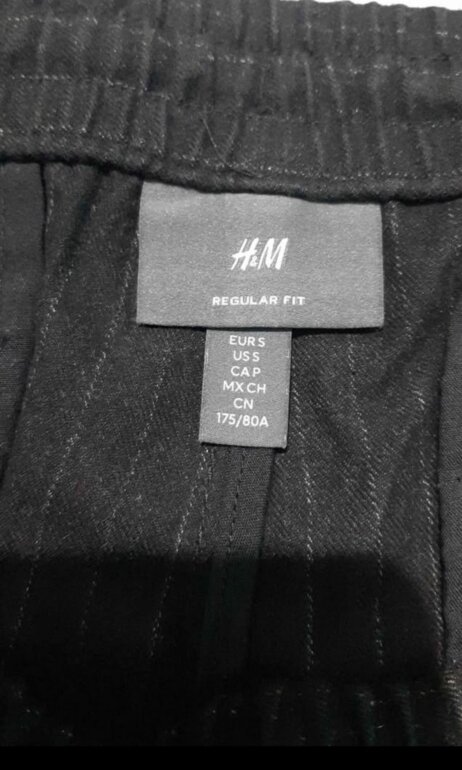 H&M
REGULAR FIT
EUR S
US S
CA P
MX CH
CN
175/80A